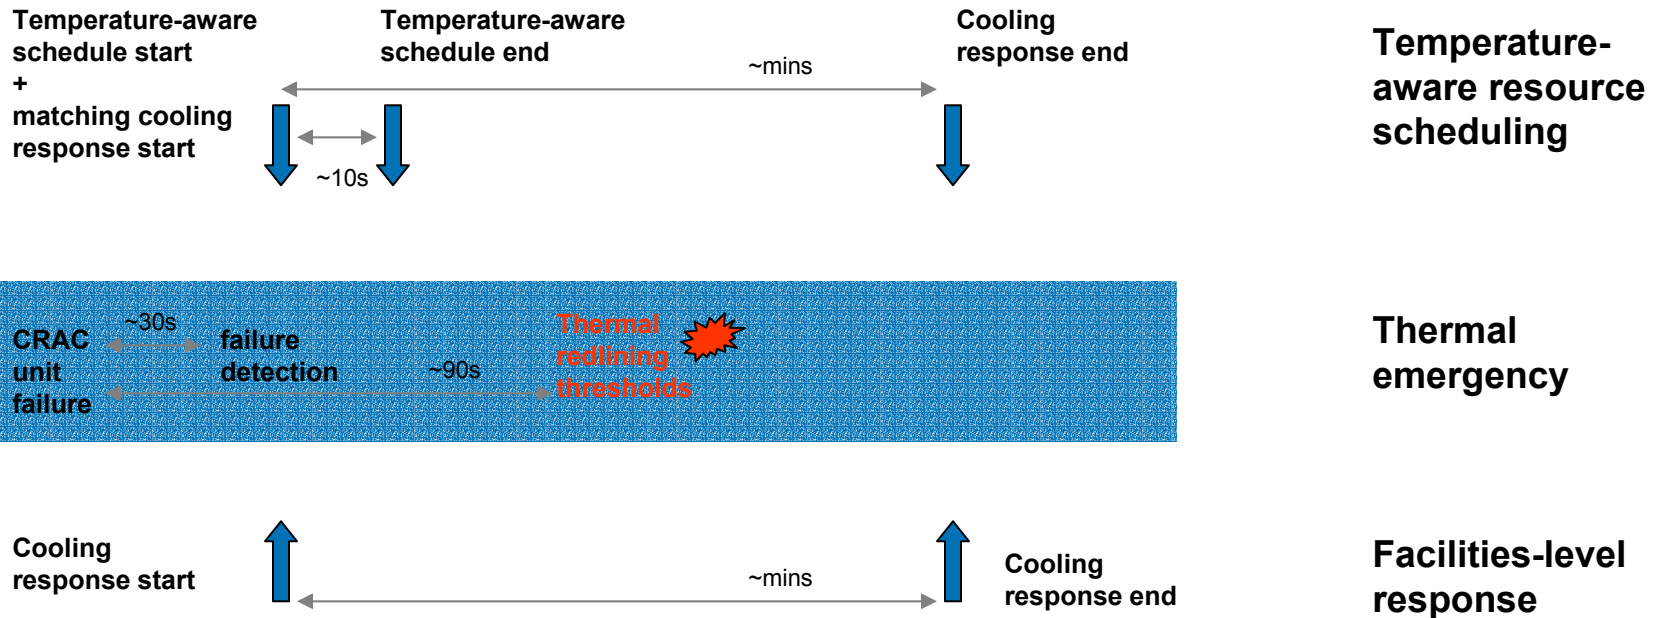 Temperature-aware
schedule start
+
matching cooling
response start
Temperature-aware
schedule end
~mins
Cooling
response end
~10s
Temperature-
aware resource
scheduling
CRAC
unit
failure
~30s
failure
detection
~90s
Thermal
redlining
thresholds
Thermal
emergency
Cooling
response start
~mins
Cooling
response end
Facilities-level
response